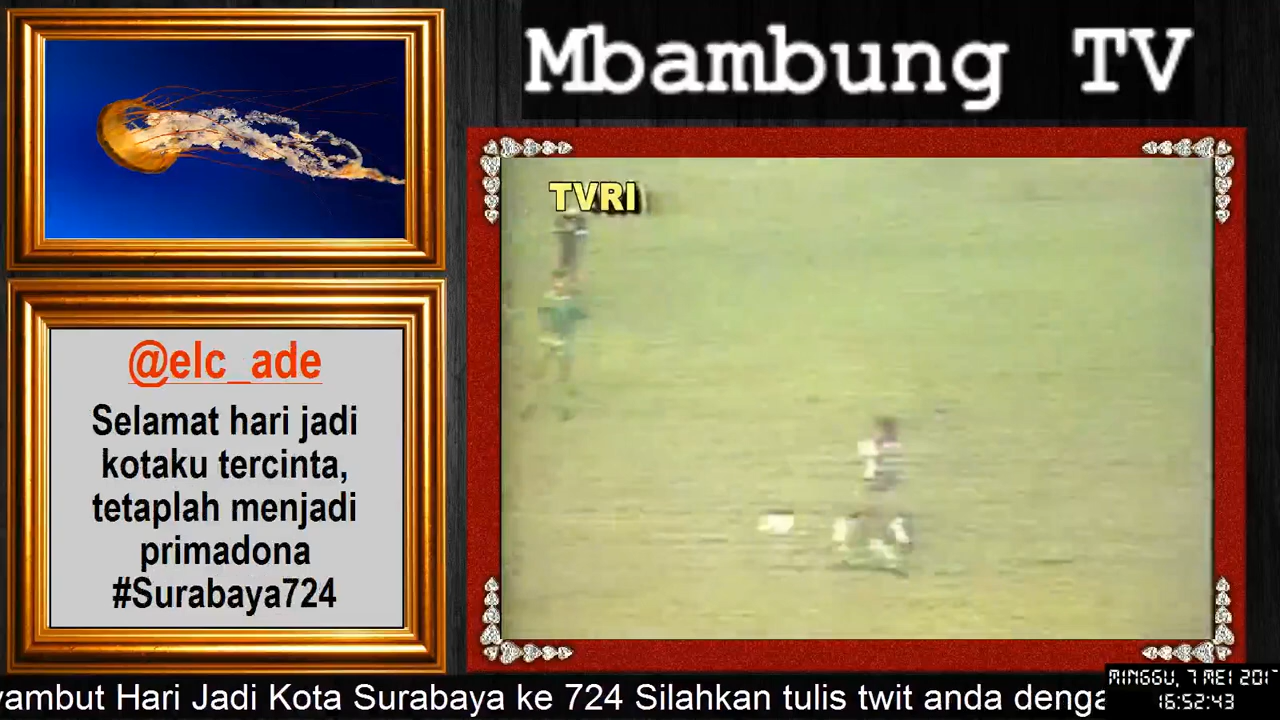 Mbambung TV
TVRI
@elc_ade
Selamat hari jadi
kotaku tercinta,
tetaplah menjadi
primadona
#Surabaya724
yambut Hari Jadi Kota Surabaya ke 724 Silahkan tulis twit anda denga
MINGGU, 7 MEI 2017
16:52:43